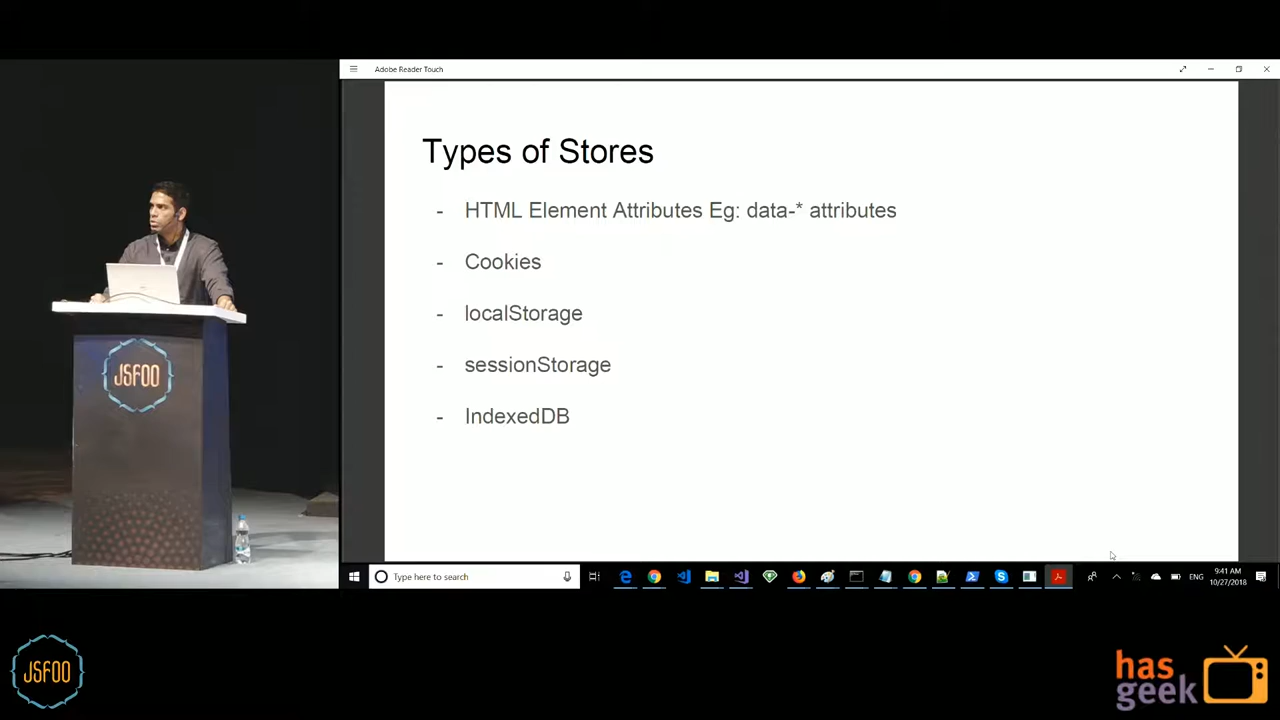 Adobe Reader Touch
Types of Stores
- HTML Element Attributes Eg: data-* attributes
- Cookies
- localStorage
- sessionStorage
- IndexedDB
JSFOO
Type here to search
ENG
9:41 AM
10/27/2018
JSFOO
has
geek